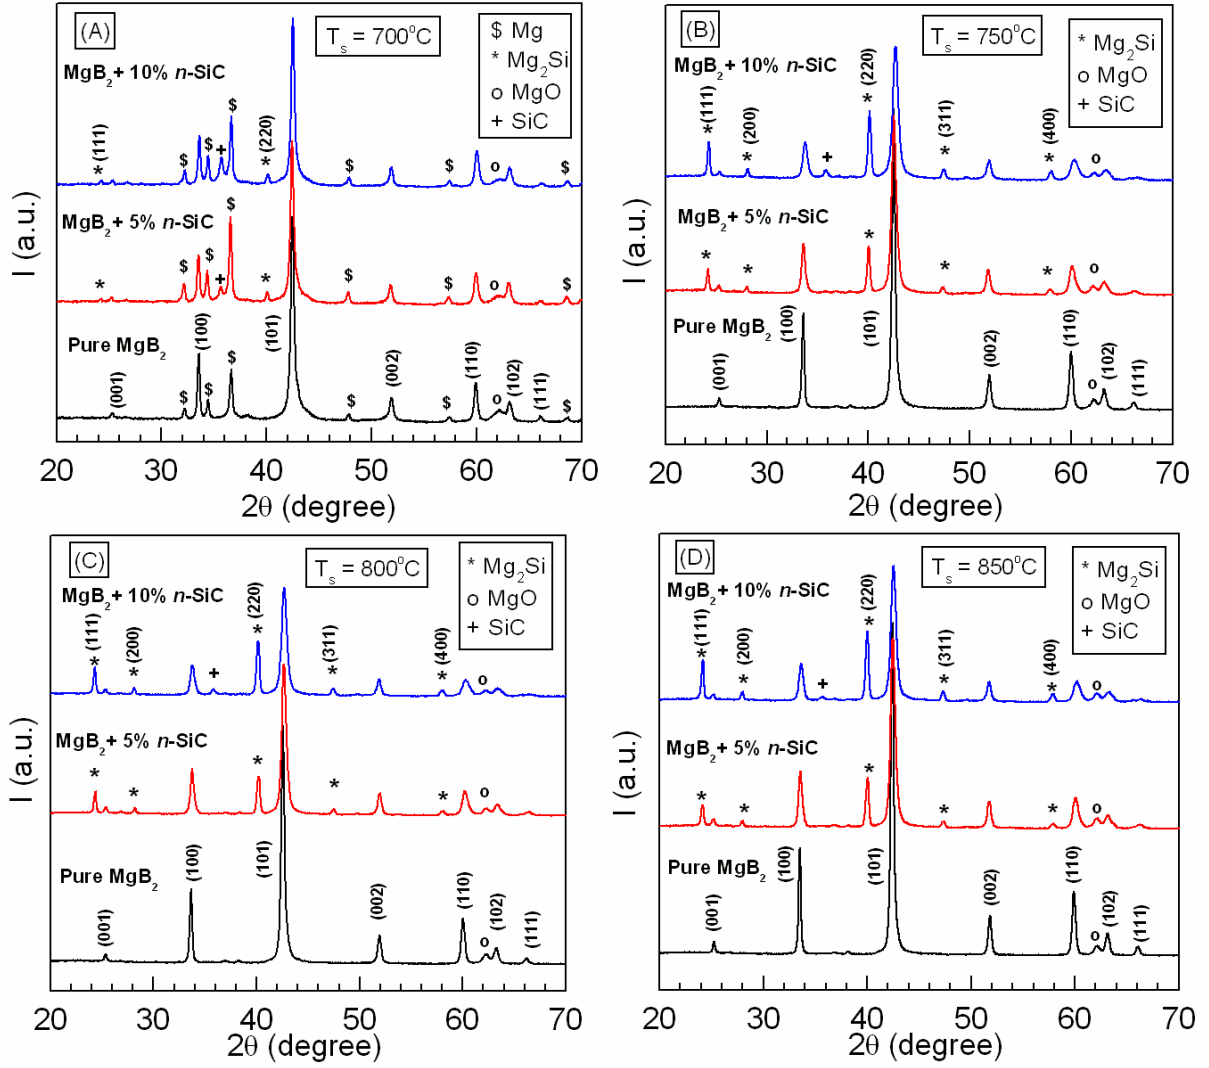 (A)
T_s = 700°C
$ Mg
* Mg₂Si
o MgO
+ SiC
MgB₂+ 10% n-SiC
* (111)
$
$
+
$
* (220)
$
$
o
$
MgB₂+ 5% n-SiC
*
$
$
+
$
*
$
$
o
$
Pure MgB₂
(001)
$
(100)
$
$
(101)
$
(002)
$
(110)
o
(102)
(111)
$
I (a.u.)
20 30 40 50 60 70
2θ (degree)
(B)
T_s = 750°C
* Mg₂Si
o MgO
+ SiC
MgB₂+ 10% n-SiC
* (111)
* (200)
+
* (220)
* (311)
* (400)
o
MgB₂+ 5% n-SiC
*
*
*
*
*
o
Pure MgB₂
(001)
(100)
(101)
(002)
(110)
o
(102)
(111)
I (a.u.)
20 30 40 50 60 70
2θ (degree)
(C)
T_s = 800°C
* Mg₂Si
o MgO
+ SiC
MgB₂+ 10% n-SiC
* (111)
* (200)
+
* (220)
* (311)
* (400)
o
MgB₂+ 5% n-SiC
*
*
*
*
*
o
Pure MgB₂
(001)
(100)
(101)
(002)
(110)
o
(102)
(111)
I (a.u.)
20 30 40 50 60 70
2θ (degree)
(D)
T_s = 850°C
* Mg₂Si
o MgO
+ SiC
MgB₂+ 10% n-SiC
* (111)
* (200)
+
* (220)
* (311)
* (400)
o
MgB₂+ 5% n-SiC
*
*
*
*
*
o
Pure MgB₂
(001)
(100)
(101)
(002)
(110)
o
(102)
(111)
I (a.u.)
20 30 40 50 60 70
2θ (degree)